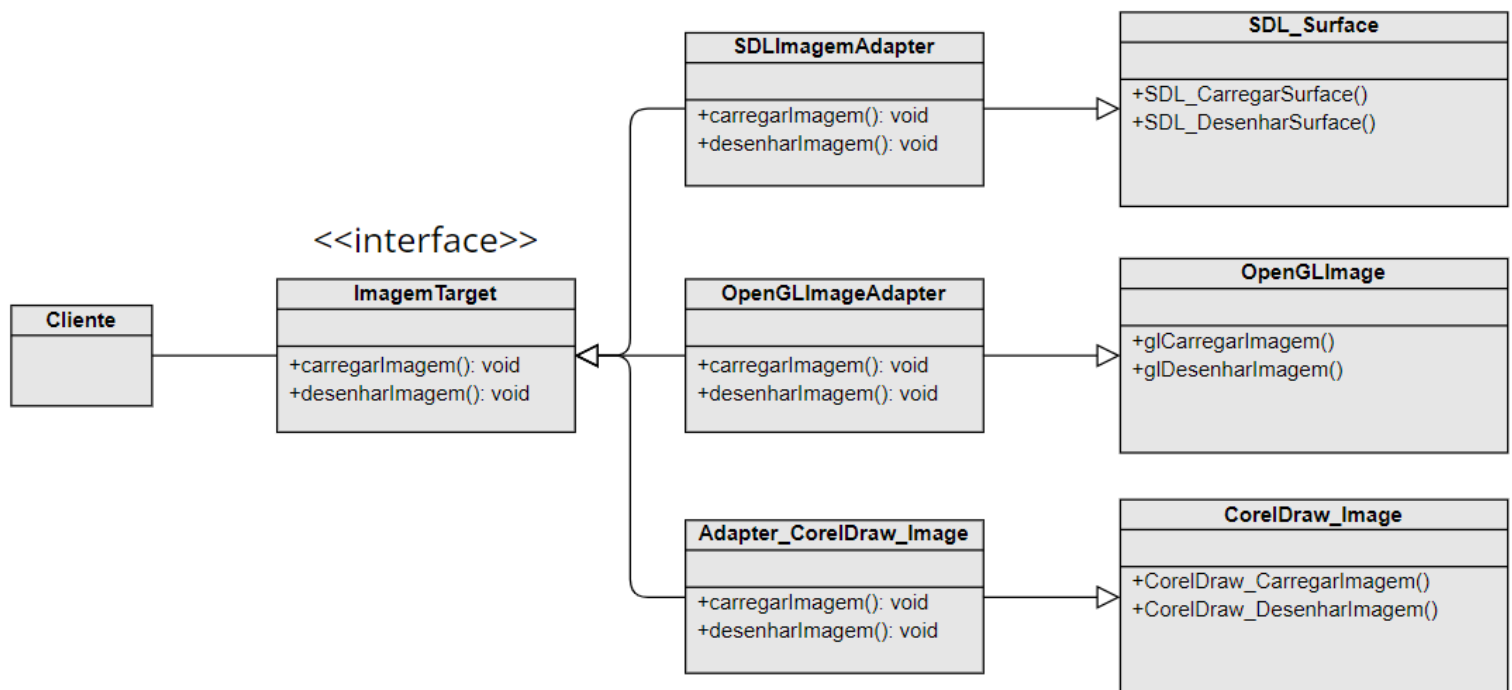 SDLImagemAdapter
+carregarImagem(): void
+desenharImagem(): void
SDL_Surface
+SDL_CarregarSurface()
+SDL_DesenharSurface()
<<interface>>
Cliente
ImagemTarget
+carregarImagem(): void
+desenharImagem(): void
OpenGLImageAdapter
+carregarImagem(): void
+desenharImagem(): void
OpenGLImage
+glCarregarImagem()
+glDesenharImagem()
Adapter_CorelDraw_Image
+carregarImagem(): void
+desenharImagem(): void
CorelDraw_Image
+CorelDraw_CarregarImagem()
+CorelDraw_DesenharImagem()